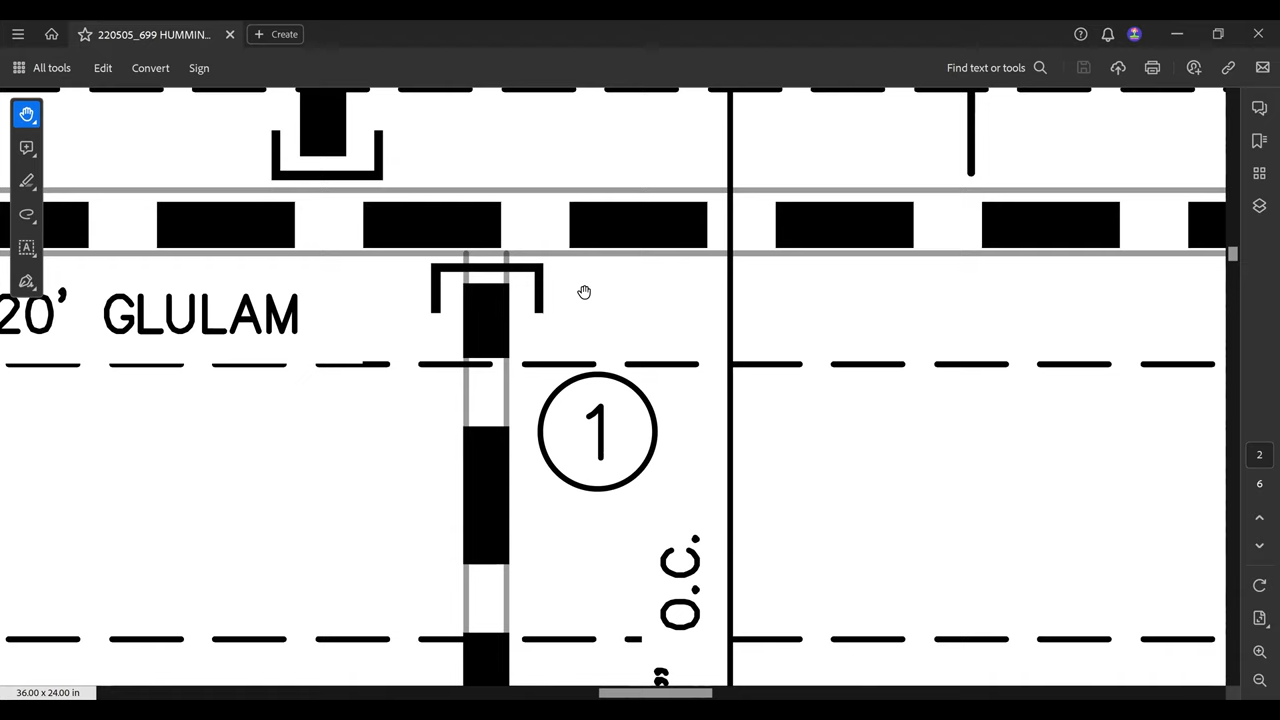 220505_699 HUMMIN...
Create
All tools
Edit
Convert
Sign
Find text or tools
20' GLULAM
1
O.C.
2
6
36.00 x 24.00 in